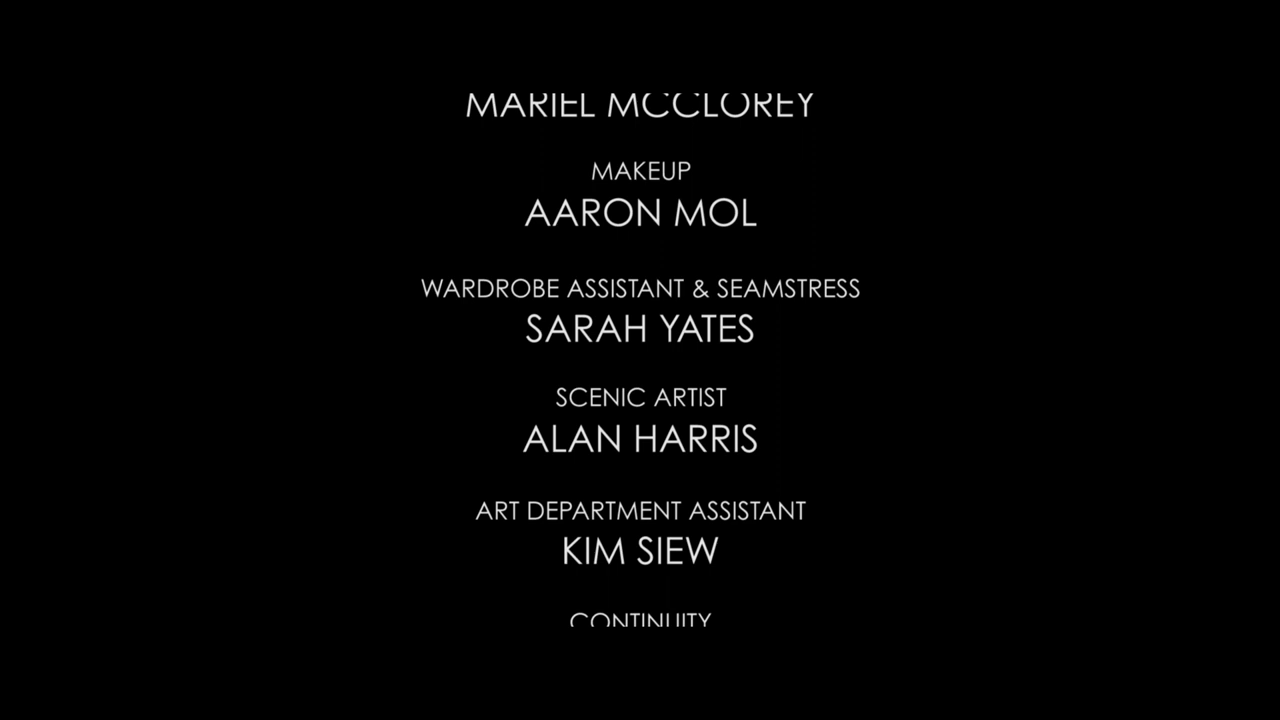 MARIEL MCCLOREY
MAKEUP
AARON MOL
WARDROBE ASSISTANT & SEAMSTRESS
SARAH YATES
SCENIC ARTIST
ALAN HARRIS
ART DEPARTMENT ASSISTANT
KIM SIEW
CONTINUITY